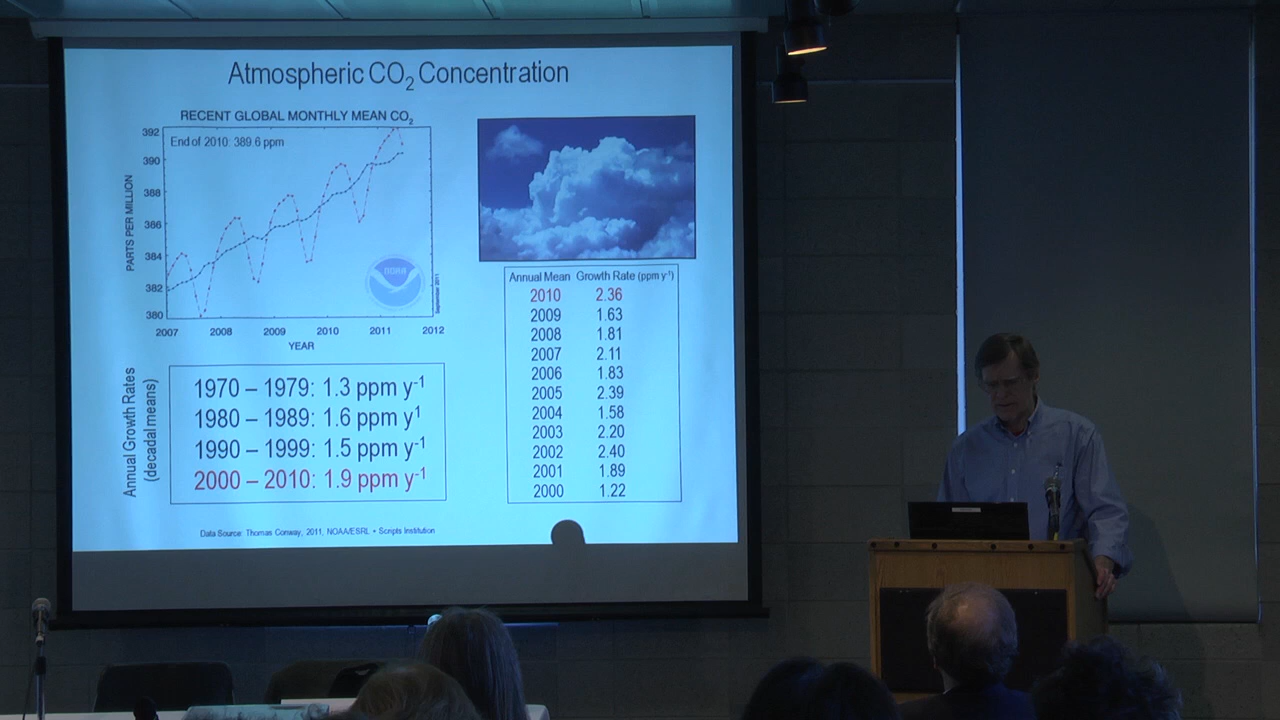 Atmospheric CO2 Concentration
RECENT GLOBAL MONTHLY MEAN CO2
End of 2010: 389.6 ppm
392
390
388
386
384
382
380
PARTS PER MILLION
NOAA
September 2011
2007 2008 2009 2010 2011 2012
YEAR
Annual Growth Rates
(decadal means)
1970 – 1979: 1.3 ppm y-1
1980 – 1989: 1.6 ppm y1
1990 – 1999: 1.5 ppm y-1
2000 – 2010: 1.9 ppm y-1
Annual Mean Growth Rate (ppm y-1)
2010 2.36
2009 1.63
2008 1.81
2007 2.11
2006 1.83
2005 2.39
2004 1.58
2003 2.20
2002 2.40
2001 1.89
2000 1.22
Data Source: Thomas Conway, 2011, NOAA/ESRL + Scripts Institution